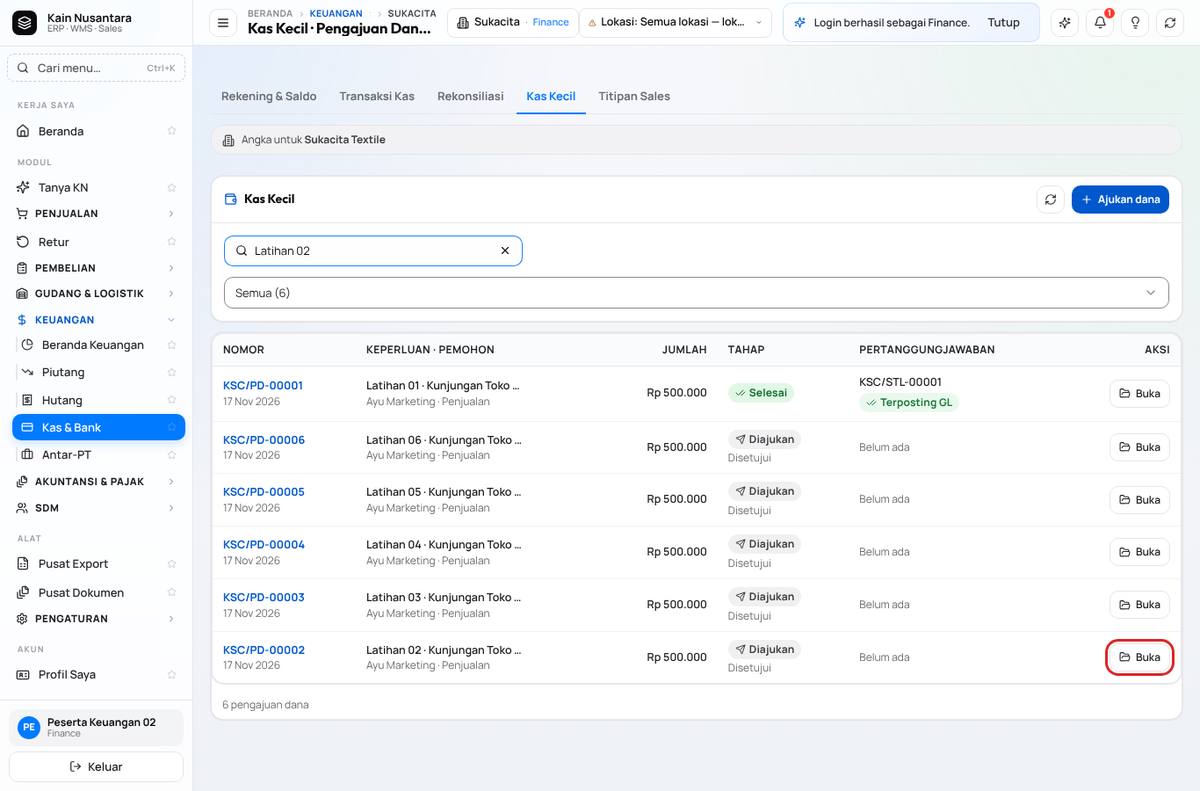 Kain Nusantara
ERP · WMS · Sales
Cari menu...
Ctrl+K
KERJA SAYA
Beranda
MODUL
Tanya KN
PENJUALAN
Retur
PEMBELIAN
GUDANG & LOGISTIK
KEUANGAN
Beranda Keuangan
Piutang
Hutang
Kas & Bank
Antar-PT
AKUNTANSI & PAJAK
SDM
ALAT
Pusat Export
Pusat Dokumen
PENGATURAN
AKUN
Profil Saya
PE
Peserta Keuangan 02
Finance
Keluar
BERANDA > KEUANGAN > SUKACITA
Kas Kecil · Pengajuan Dan...
Sukacita · Finance
Lokasi: Semua lokasi — lok...
Login berhasil sebagai Finance.
Tutup
1
Rekening & Saldo
Transaksi Kas
Rekonsiliasi
Kas Kecil
Titipan Sales
Angka untuk Sukacita Textile
Kas Kecil
+ Ajukan dana
Latihan 02
Semua (6)
NOMOR KEPERLUAN · PEMOHON JUMLAH TAHAP PERTANGGUNGJAWABAN AKSI
KSC/PD-00001 Latihan 01 · Kunjungan Toko ... Rp 500.000 Selesai KSC/STL-00001 Buka
17 Nov 2026 Ayu Marketing · Penjualan Terposting GL
KSC/PD-00006 Latihan 06 · Kunjungan Toko ... Rp 500.000 Diajukan Belum ada Buka
17 Nov 2026 Ayu Marketing · Penjualan Disetujui
KSC/PD-00005 Latihan 05 · Kunjungan Toko ... Rp 500.000 Diajukan Belum ada Buka
17 Nov 2026 Ayu Marketing · Penjualan Disetujui
KSC/PD-00004 Latihan 04 · Kunjungan Toko ... Rp 500.000 Diajukan Belum ada Buka
17 Nov 2026 Ayu Marketing · Penjualan Disetujui
KSC/PD-00003 Latihan 03 · Kunjungan Toko ... Rp 500.000 Diajukan Belum ada Buka
17 Nov 2026 Ayu Marketing · Penjualan Disetujui
KSC/PD-00002 Latihan 02 · Kunjungan Toko ... Rp 500.000 Diajukan Belum ada Buka
17 Nov 2026 Ayu Marketing · Penjualan Disetujui
6 pengajuan dana